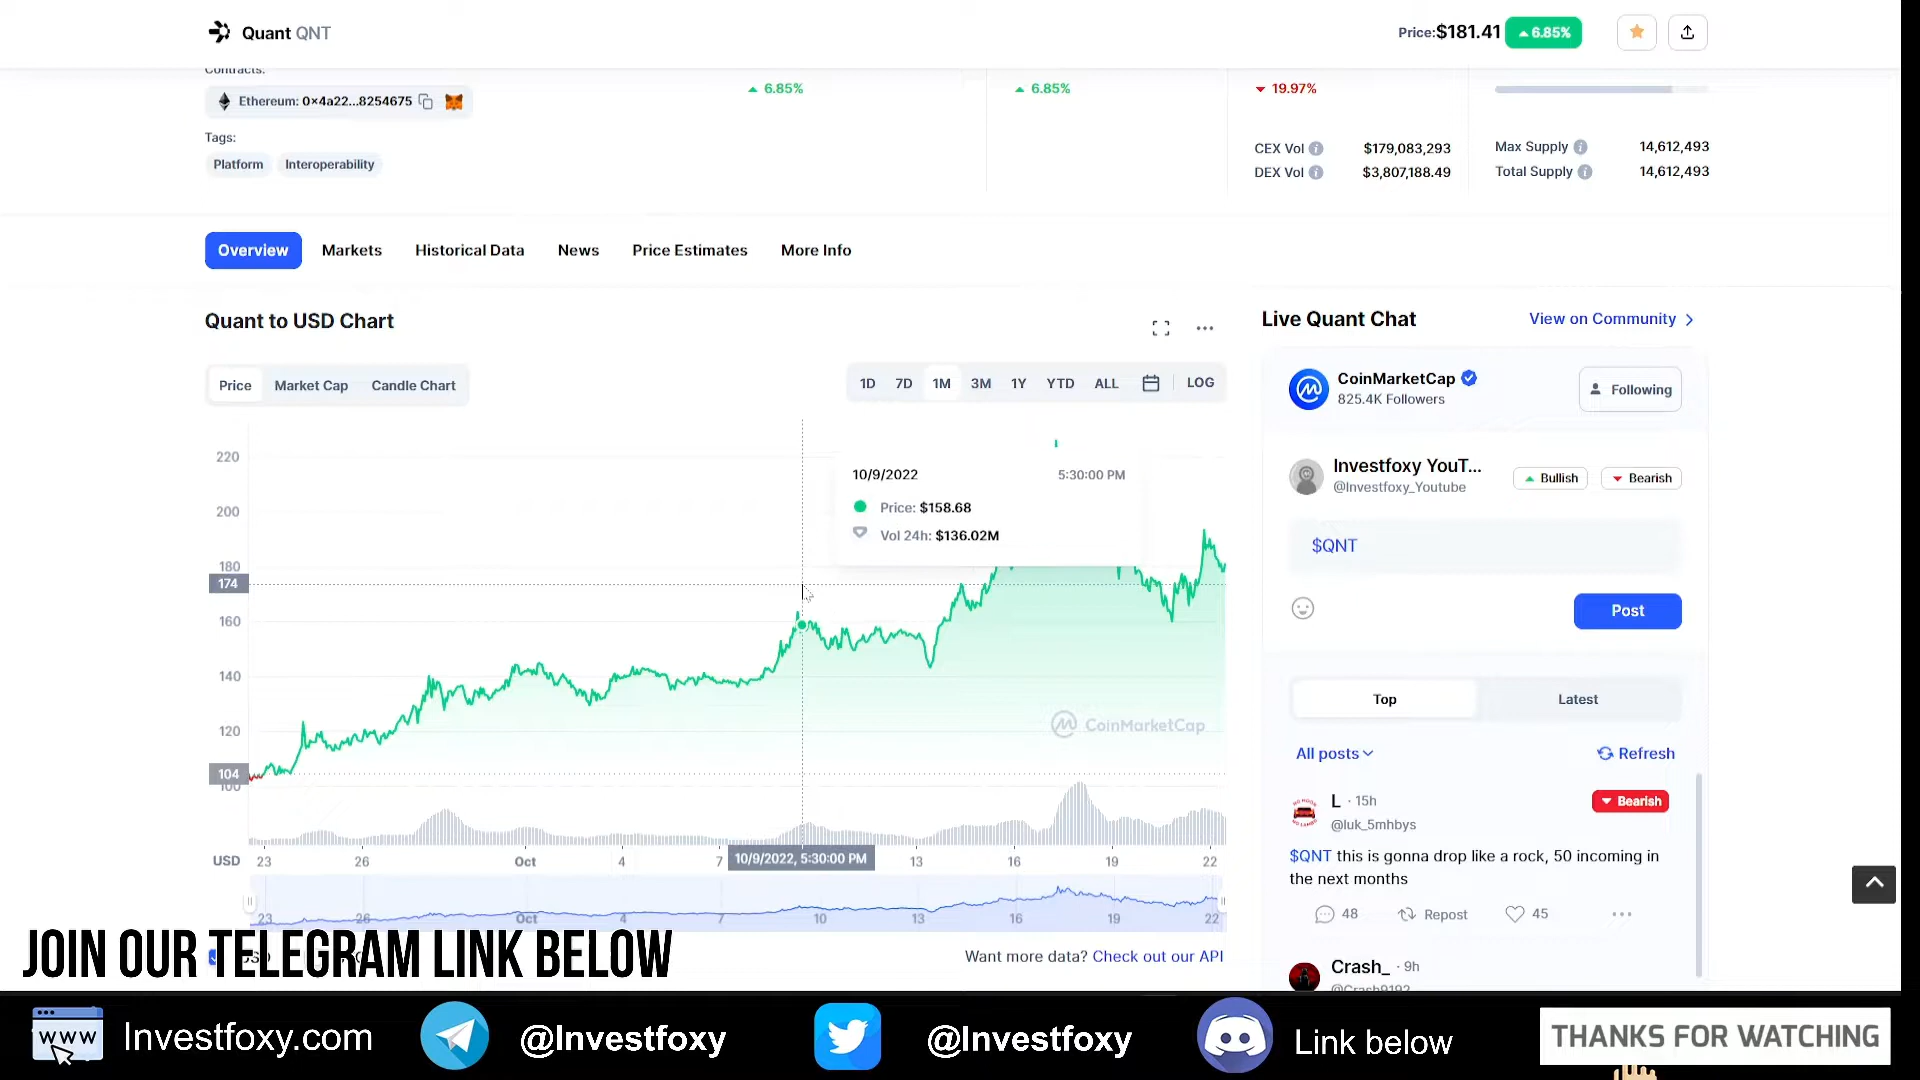 Quant QNT
Price:$181.41
6.85%
Contracts:
Ethereum: 0x4a22...8254675
6.85%
6.85%
19.97%
Tags:
Platform
Interoperability
CEX Vol $179,083,293
DEX Vol $3,807,188.49
Max Supply 14,612,493
Total Supply 14,612,493
Overview
Markets
Historical Data
News
Price Estimates
More Info
Quant to USD Chart
Price
Market Cap
Candle Chart
1D
7D
1M
3M
1Y
YTD
ALL
LOG
10/9/2022 5:30:00 PM
Price: $158.68
Vol 24h: $136.02M
220
200
180
174
160
140
120
104
100
CoinMarketCap
USD
23
26
Oct
4
7
10/9/2022, 5:30:00 PM
13
16
19
22
23
26
Oct
4
7
10
13
16
19
22
Want more data? Check out our API
Live Quant Chat
View on Community
CoinMarketCap
825.4K Followers
Following
Investfoxy YouT...
@Investfoxy_Youtube
Bullish
Bearish
$QNT
Post
Top
Latest
All posts
Refresh
L · 15h
@luk_5mhbys
Bearish
$QNT this is gonna drop like a rock, 50 incoming in
the next months
48
Repost
45
Crash_ · 9h
@Crash9192
JOIN OUR TELEGRAM LINK BELOW
WWW
Investfoxy.com
@Investfoxy
@Investfoxy
Link below
THANKS FOR WATCHING